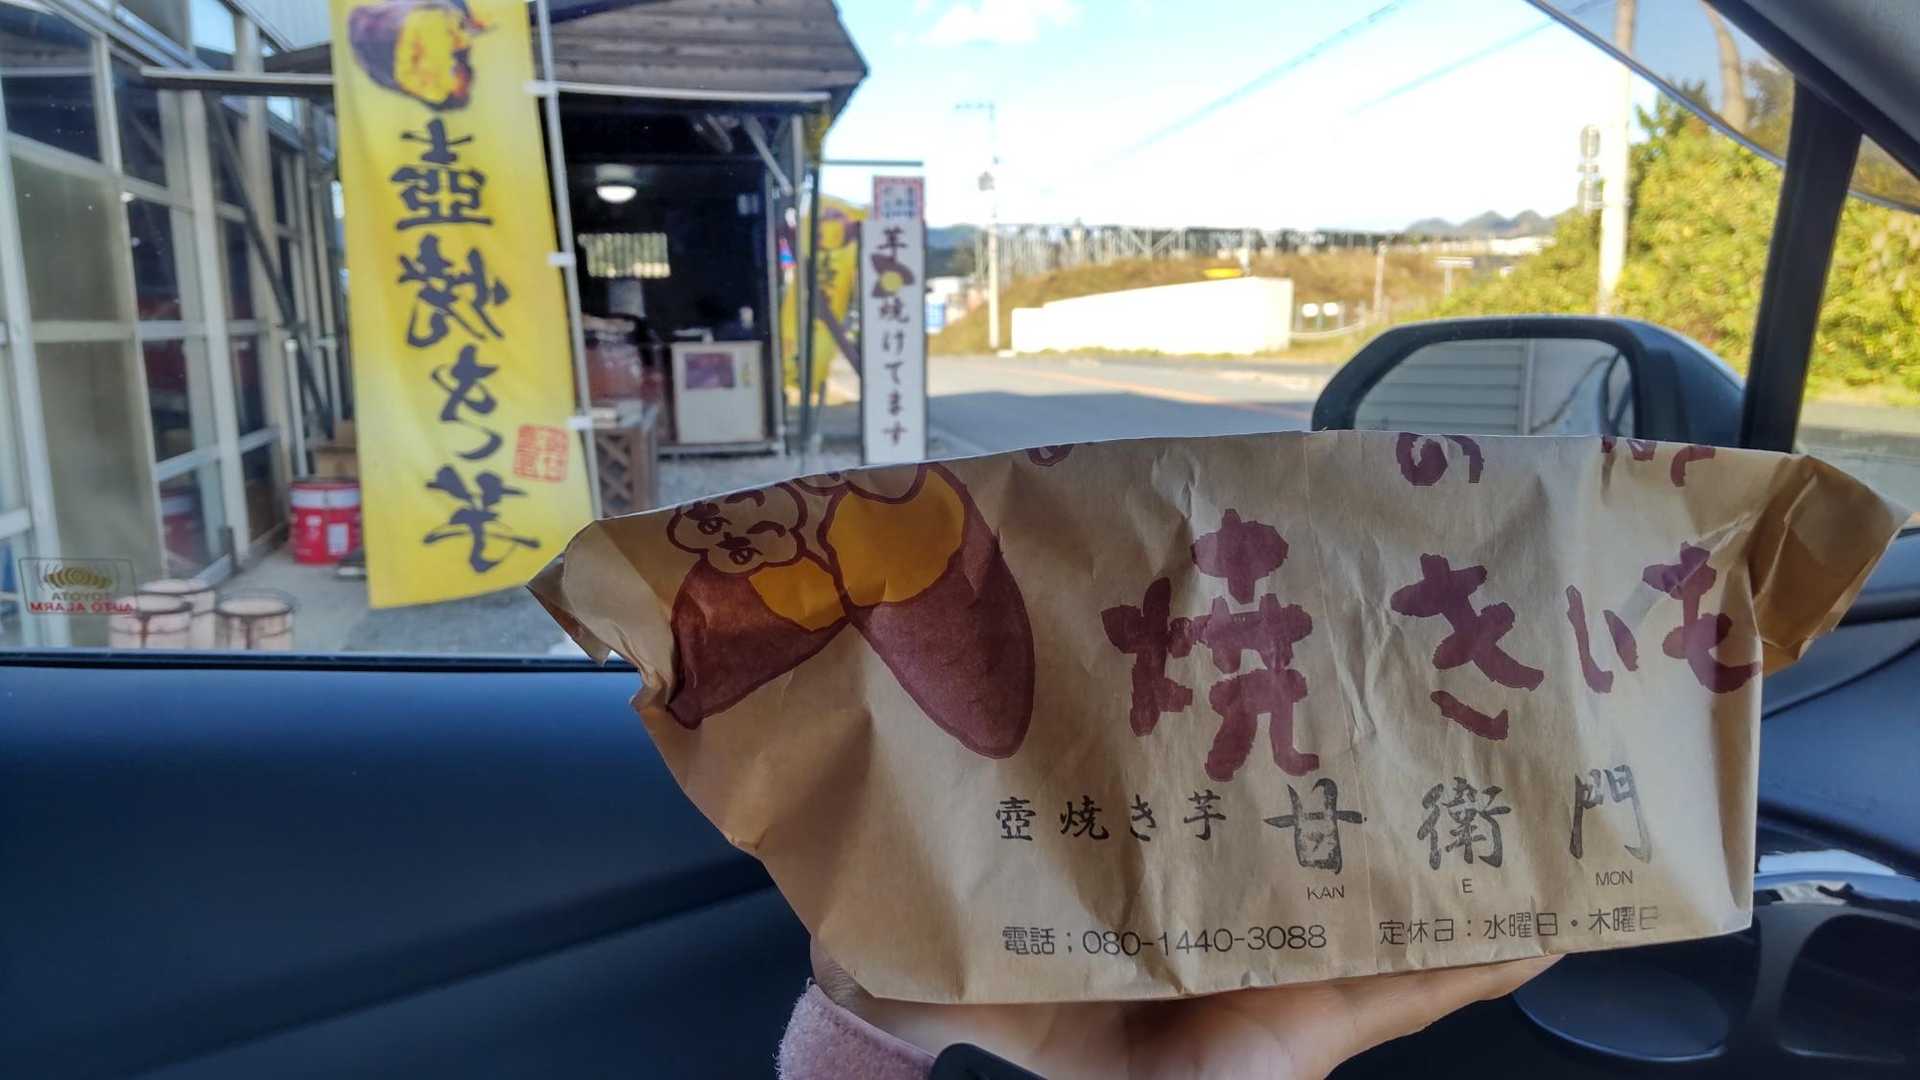 壺焼き芋
芋焼けてます
TOYOTA
AUTO ALARM
あっ
焼きいも
壺焼き芋 甘衛門
KAN E MON
電話；080-1440-3088 定休日：水曜日・木曜日